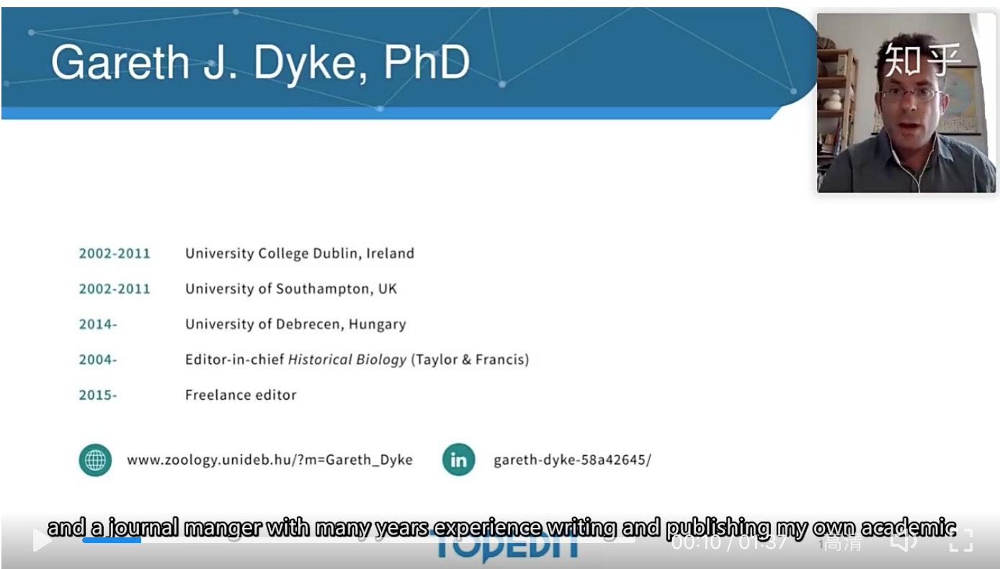 Gareth J. Dyke, PhD
知乎
2002-2011 University College Dublin, Ireland
2002-2011 University of Southampton, UK
2014- University of Debrecen, Hungary
2004- Editor-in-chief Historical Biology (Taylor & Francis)
2015- Freelance editor
www.zoology.unideb.hu/?m=Gareth_Dyke
in gareth-dyke-58a42645/
and a journal manger with many years experience writing and publishing my own academic
TOPEDIT
00:10 / 01:37
高清